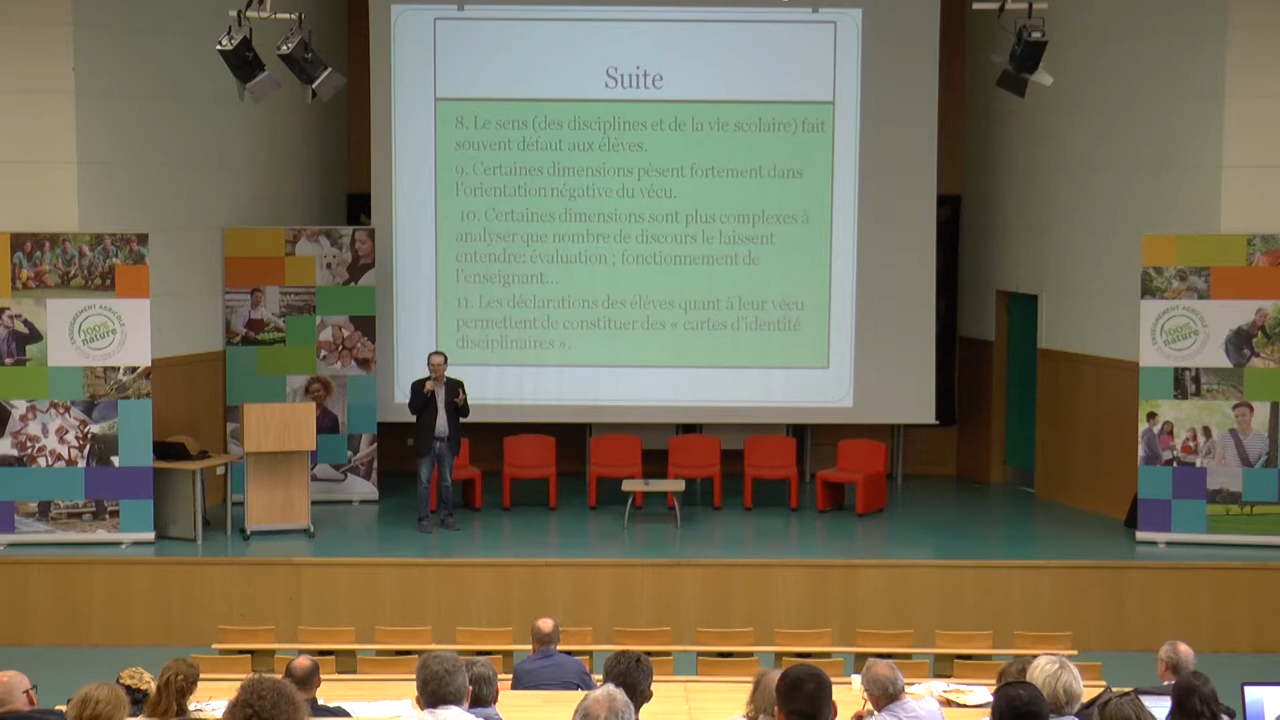 Suite
8. Le sens (des disciplines et de la vie scolaire) fait
souvent défaut aux élèves.
9. Certaines dimensions pèsent fortement dans
l'orientation négative du vécu.
10. Certaines dimensions sont plus complexes à
analyser que nombre de discours le laissent
entendre: évaluation ; fonctionnement de
l'enseignant...
11. Les déclarations des élèves quant à leur vécu
permettent de constituer des « cartes d'identité
disciplinaires ».
ENSEIGNEMENT AGRICOLE
100%
nature
100%
nature